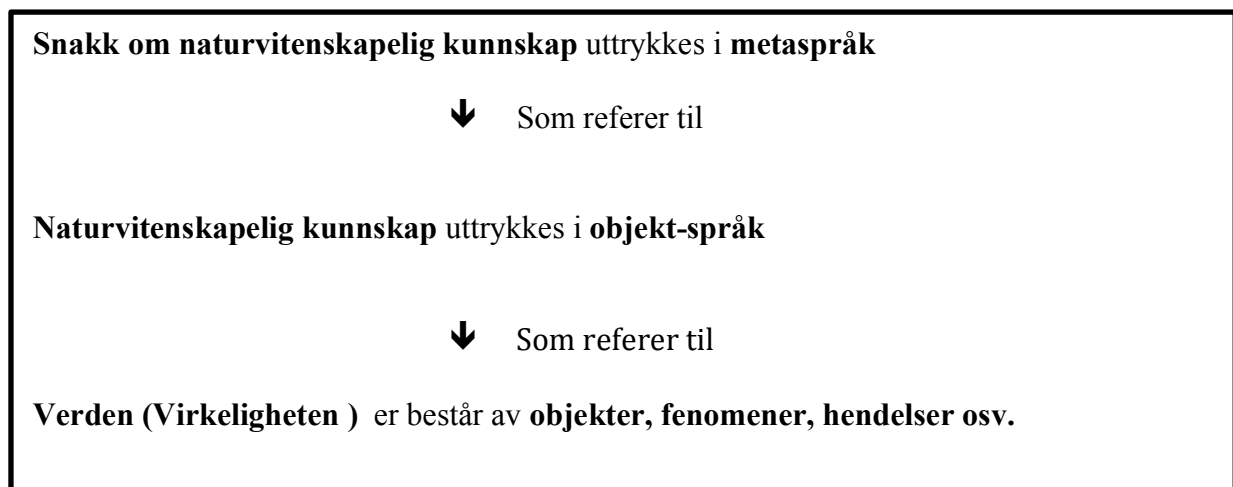 Snakk om naturvitenskapelig kunnskap uttrykkes i metaspråk
🡫 Som referer til
Naturvitenskapelig kunnskap uttrykkes i objekt-språk
🡫 Som referer til
Verden (Virkeligheten ) er består av objekter, fenomener, hendelser osv.